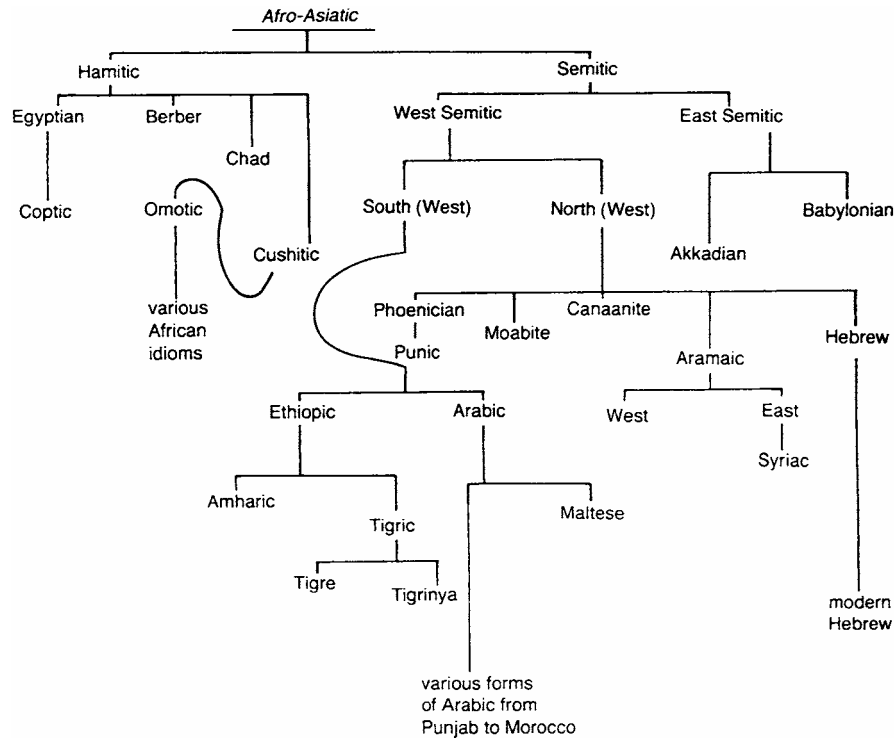 Afro-Asiatic
Hamitic
Semitic
Egyptian
Berber
West Semitic
East Semitic
Chad
Coptic
Omotic
South (West)
North (West)
Babylonian
Cushitic
Akkadian
various
African
idioms
Phoenician
Moabite
Canaanite
Hebrew
Punic
Aramaic
Ethiopic
Arabic
West
East
Syriac
Amharic
Tigric
Maltese
Tigre
Tigrinya
modern
Hebrew
various forms
of Arabic from
Punjab to Morocco